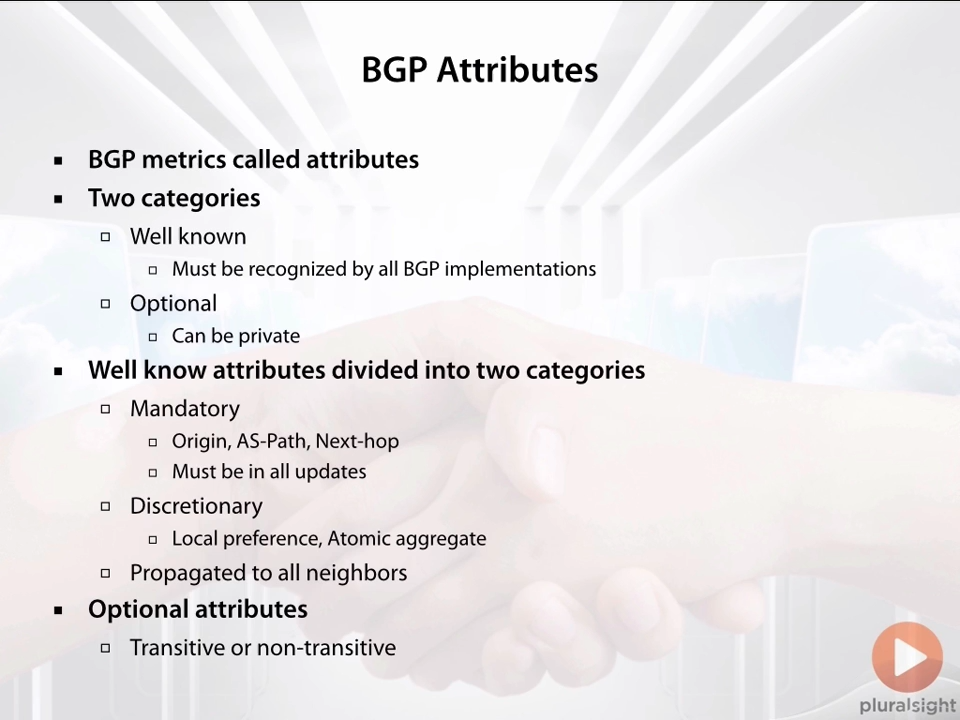 BGP Attributes
BGP metrics called attributes
Two categories
Well known
Must be recognized by all BGP implementations
Optional
Can be private
Well know attributes divided into two categories
Mandatory
Origin, AS-Path, Next-hop
Must be in all updates
Discretionary
Local preference, Atomic aggregate
Propagated to all neighbors
Optional attributes
Transitive or non-transitive
pluralsight